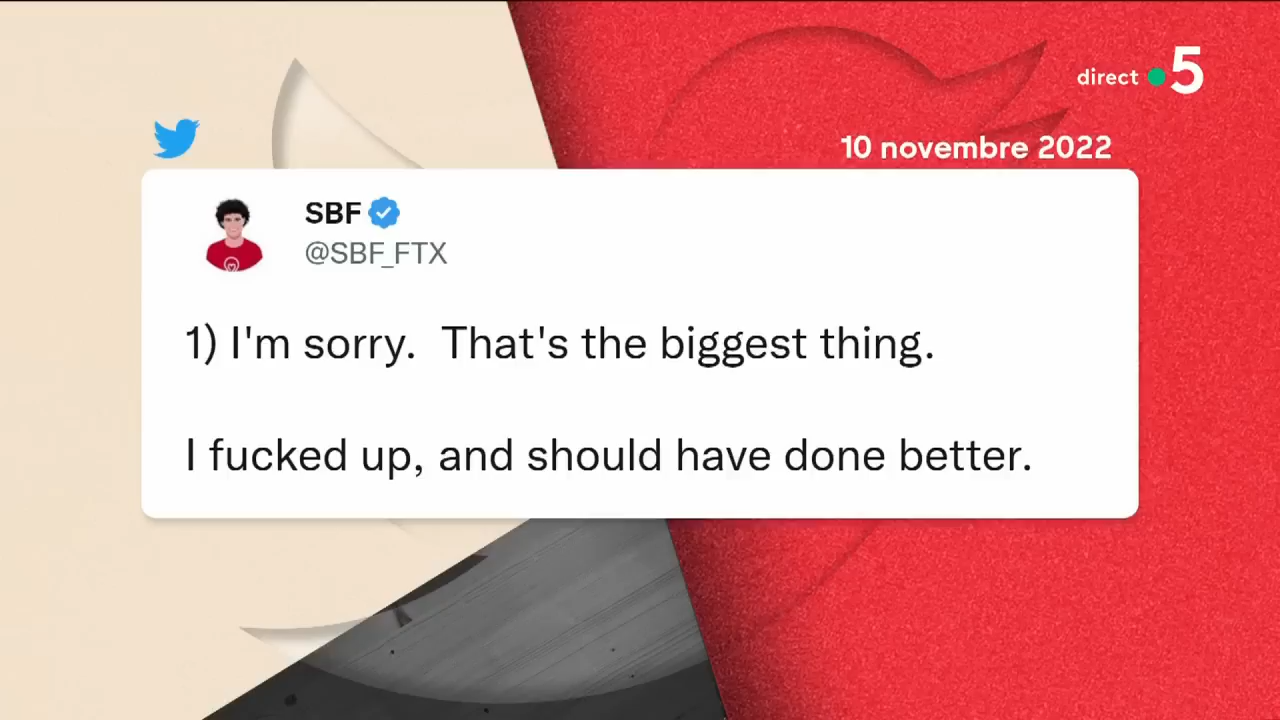 direct 5
10 novembre 2022
SBF
@SBF_FTX
1) I'm sorry.  That's the biggest thing.
I fucked up, and should have done better.